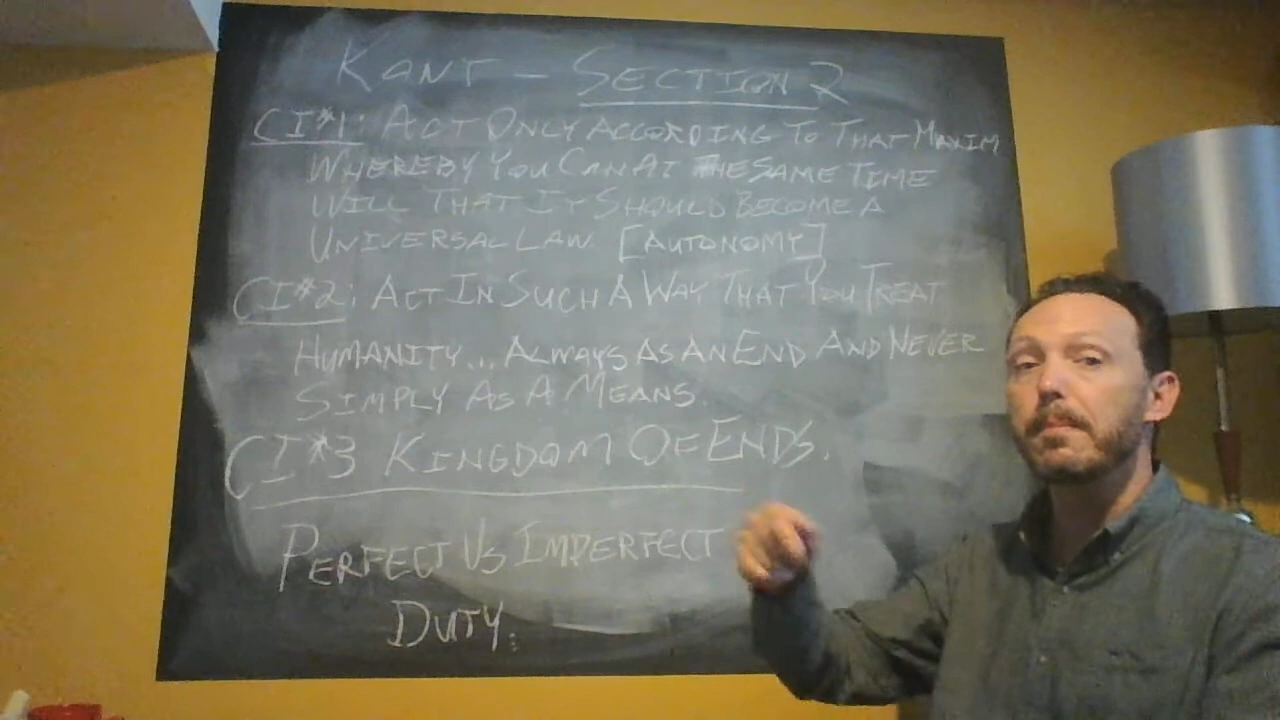 KANT - SECTION 2
CI#1: ACT ONLY ACCORDING TO THAT MAXIM
WHEREBY YOU CAN AT THE SAME TIME
WILL THAT IT SHOULD BECOME A
UNIVERSAL LAW. [AUTONOMY]
CI#2: ACT IN SUCH A WAY THAT YOU TREAT
HUMANITY... ALWAYS AS AN END AND NEVER
SIMPLY AS A MEANS.
CI#3 KINGDOM OF ENDS.
PERFECT VS IMPERFECT
DUTY: